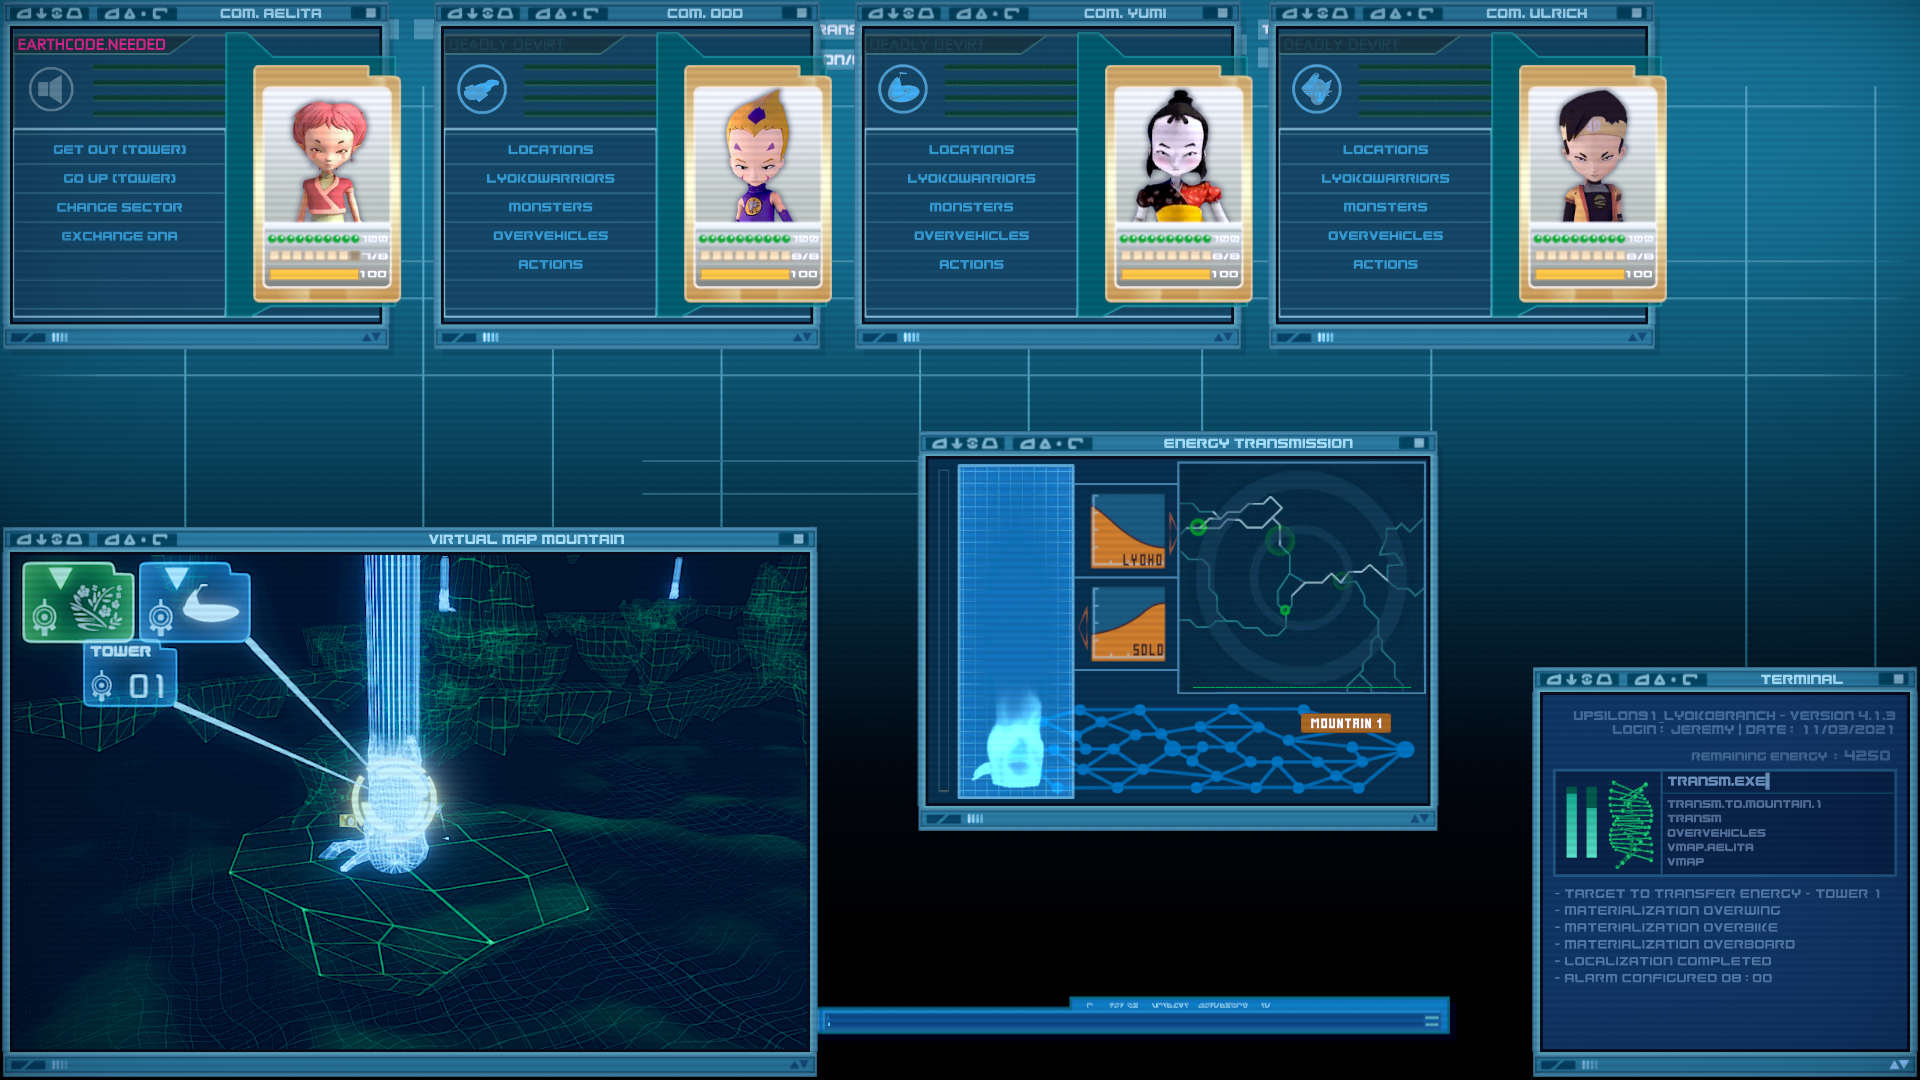 COM. AELITA
EARTHCODE.NEEDED
GET OUT (TOWER)
GO UP (TOWER)
CHANGE SECTOR
EXCHANGE DNA
100
7/8
100
COM. ODD
DEADLY DEVIRT
LOCATIONS
LYOKOWARRIORS
MONSTERS
OVERVEHICLES
ACTIONS
100
8/8
100
COM. YUMI
DEADLY DEVIRT
LOCATIONS
LYOKOWARRIORS
MONSTERS
OVERVEHICLES
ACTIONS
100
8/8
100
COM. ULRICH
DEADLY DEVIRT
LOCATIONS
LYOKOWARRIORS
MONSTERS
OVERVEHICLES
ACTIONS
100
8/8
100
ENERGY TRANSMISSION
LYOKO
SOLD
MOUNTAIN 1
VIRTUAL MAP MOUNTAIN
TOWER
01
TERMINAL
UPSILON91_LYOKOBRANCH - VERSION 4.1.3
LOGIN : JEREMY | DATE : 11/03/2021
REMAINING ENERGY : 4250
TRANSM.EXE
TRANSM.TO.MOUNTAIN.1
TRANSM
OVERVEHICLES
VMAP.AELITA
VMAP
- TARGET TO TRANSFER ENERGY - TOWER 1
- MATERIALIZATION OVERWING
- MATERIALIZATION OVERBIKE
- MATERIALIZATION OVERBOARD
- LOCALIZATION COMPLETED
- ALARM CONFIGURED 08 : 00